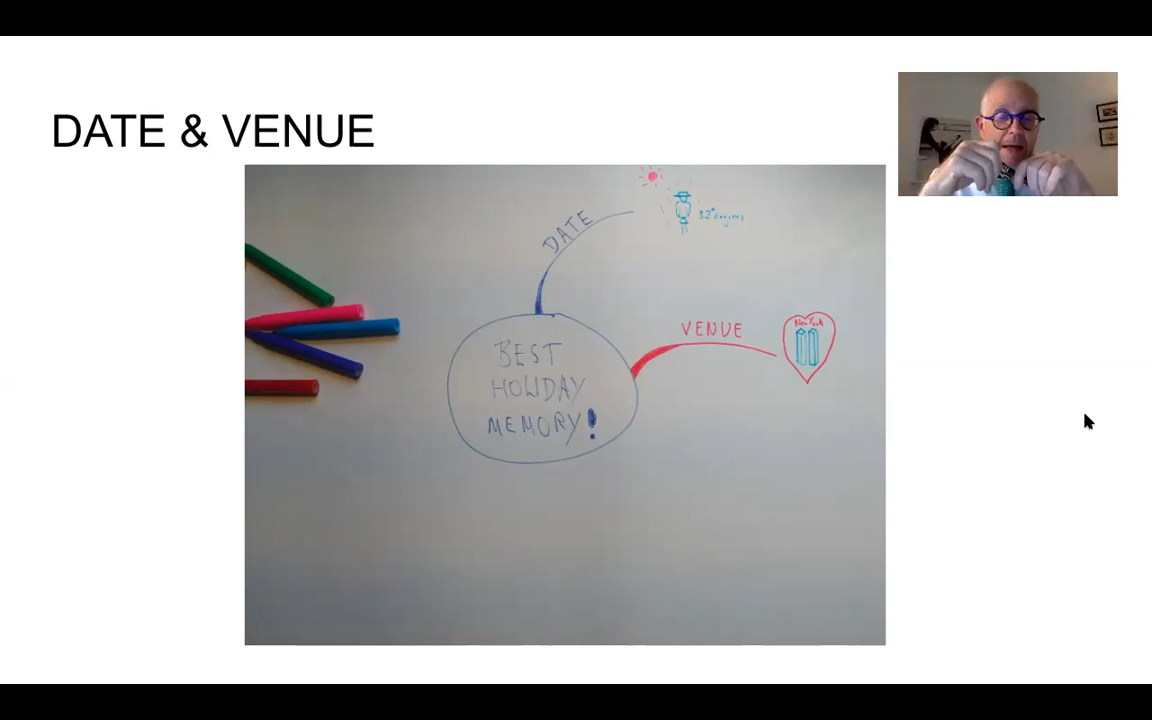 DATE & VENUE
DATE
32° degrees
VENUE
New York
BEST
HOLIDAY
MEMORY!